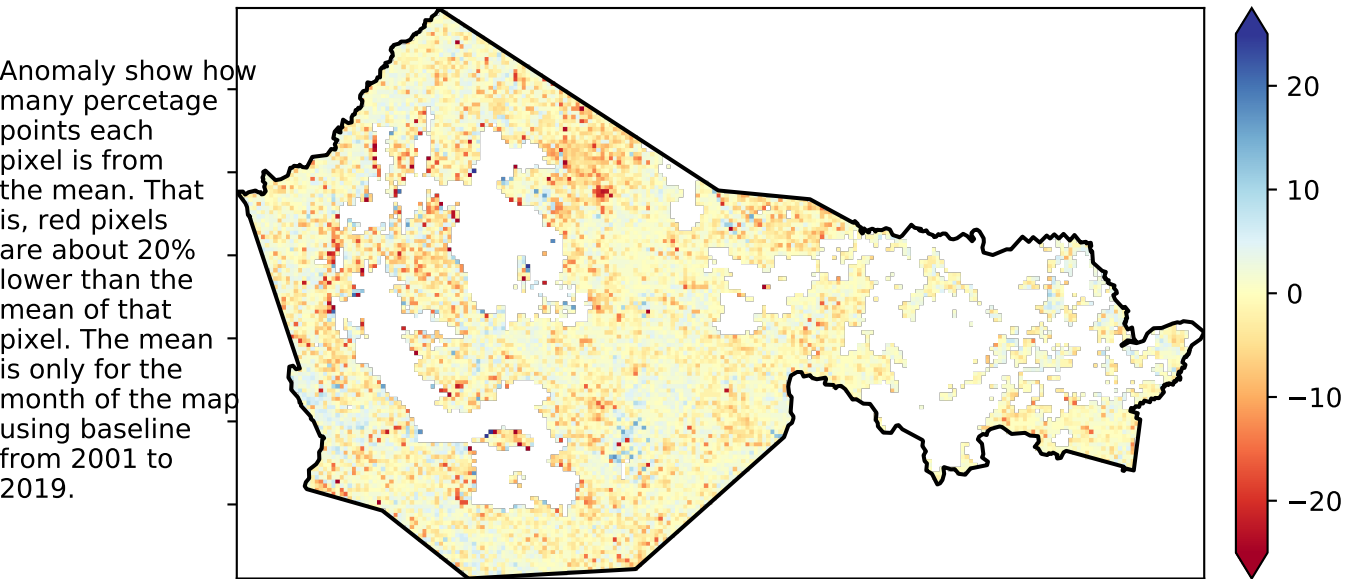 Anomaly show how
many percetage
points each
pixel is from
the mean. That
is, red pixels
are about 20%
lower than the
mean of that
pixel. The mean
is only for the
month of the map
using baseline
from 2001 to
2019.
20
10
0
−10
−20